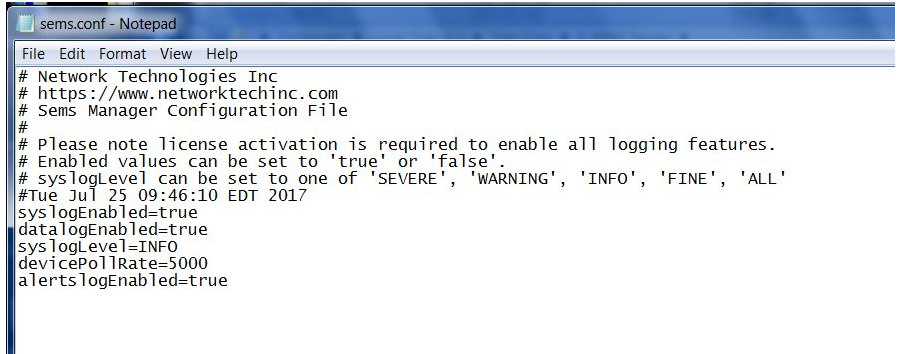 sems.conf - Notepad
File Edit Format View Help
# Network Technologies Inc
# https://www.networktechinc.com
# Sems Manager Configuration File
#
# Please note license activation is required to enable all logging features.
# Enabled values can be set to 'true' or 'false'.
# syslogLevel can be set to one of 'SEVERE', 'WARNING', 'INFO', 'FINE', 'ALL'
#Tue Jul 25 09:46:10 EDT 2017
syslogEnabled=true
datalogEnabled=true
syslogLevel=INFO
devicePollRate=5000
alertslogEnabled=true